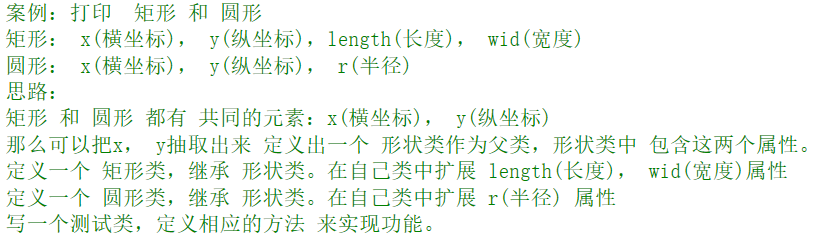 案例：打印  矩形 和 圆形
矩形： x(横坐标)， y(纵坐标)，length(长度)， wid(宽度)
圆形： x(横坐标)， y(纵坐标)， r(半径)
思路：
矩形 和 圆形 都有 共同的元素：x(横坐标)， y(纵坐标)
那么可以把x， y抽取出来 定义出一个 形状类作为父类，形状类中 包含这两个属性。
定义一个 矩形类，继承 形状类。在自己类中扩展 length(长度)， wid(宽度)属性
定义一个 圆形类，继承 形状类。在自己类中扩展 r(半径) 属性
写一个测试类，定义相应的方法 来实现功能。